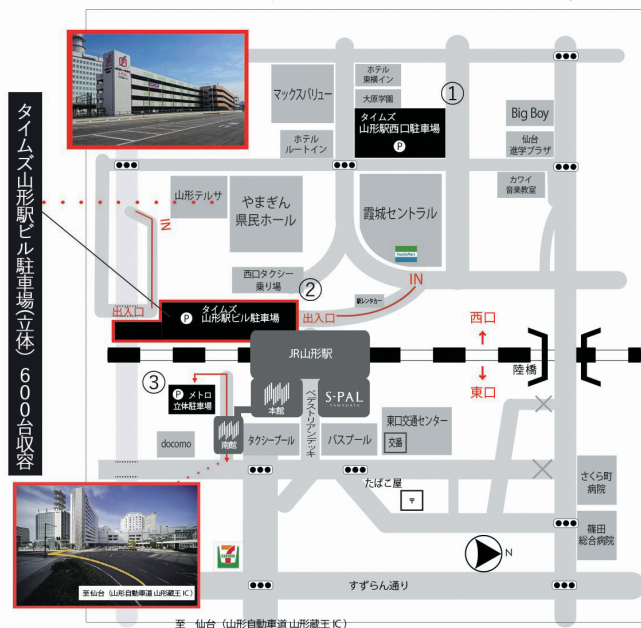 タイムズ山形駅ビル駐車場(立体) 600台収容
マックスバリュー
ホテル
東横イン
大原学園
①
タイムズ
山形駅西口駐車場
P
Big Boy
仙台
進学プラザ
カワイ
音楽教室
ホテル
ルートイン
山形テルサ
やまぎん
県民ホール
霞城セントラル
FamilyMart
IN
IN
西口タクシー
乗り場
②
駅レンタカー
出入口
P
タイムズ
山形駅ビル駐車場
出入口
西口
東口
陸橋
JR山形駅
③
P メトロ
立体駐車場
本館
南館
ペデストリアンデッキ
S-PAL
YAMAGATA
docomo
タクシープール
バスプール
東口交通センター
交番
たばこ屋
〒
さくら町
病院
篠田
総合病院
N
至仙台(山形自動車道 山形蔵王IC)
すずらん通り
至 仙台(山形自動車道 山形蔵王IC)